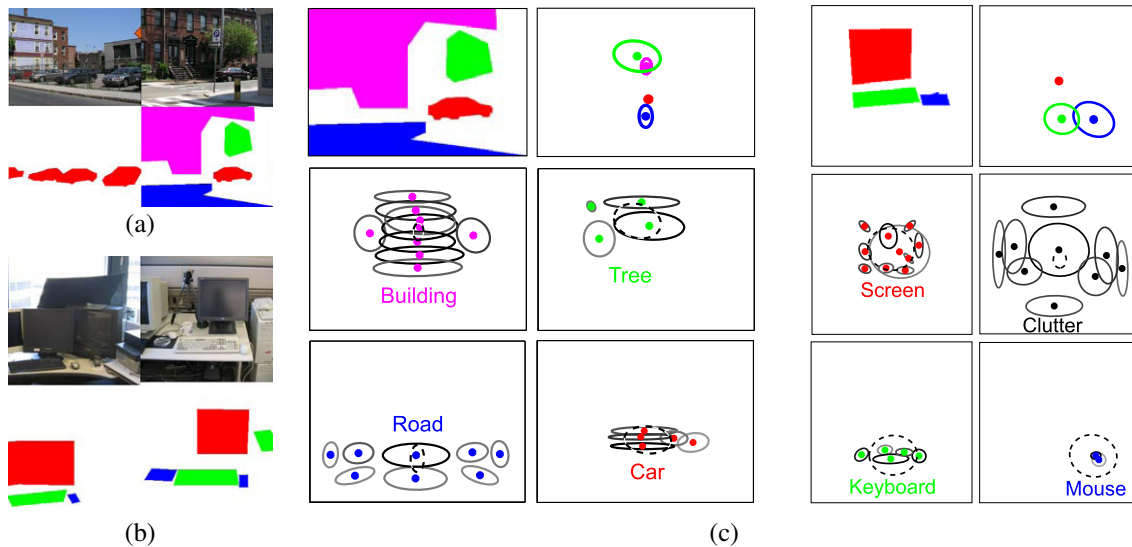 (a)
(b)
Building
Tree
Road
Car
Screen
Clutter
Keyboard
Mouse
(c)